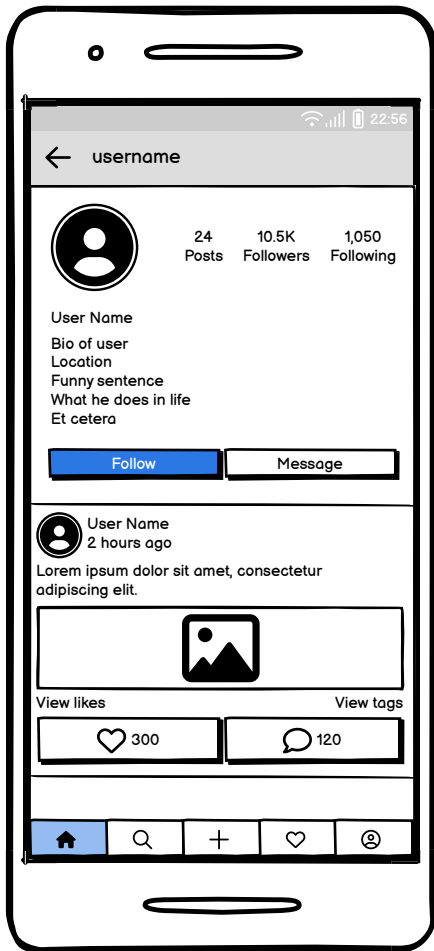 22:56
username
24 10.5K 1,050
Posts Followers Following
User Name
Bio of user
Location
Funny sentence
What he does in life
Et cetera
Follow Message
User Name
2 hours ago
Lorem ipsum dolor sit amet, consectetur
adipiscing elit.
View likes View tags
300 120